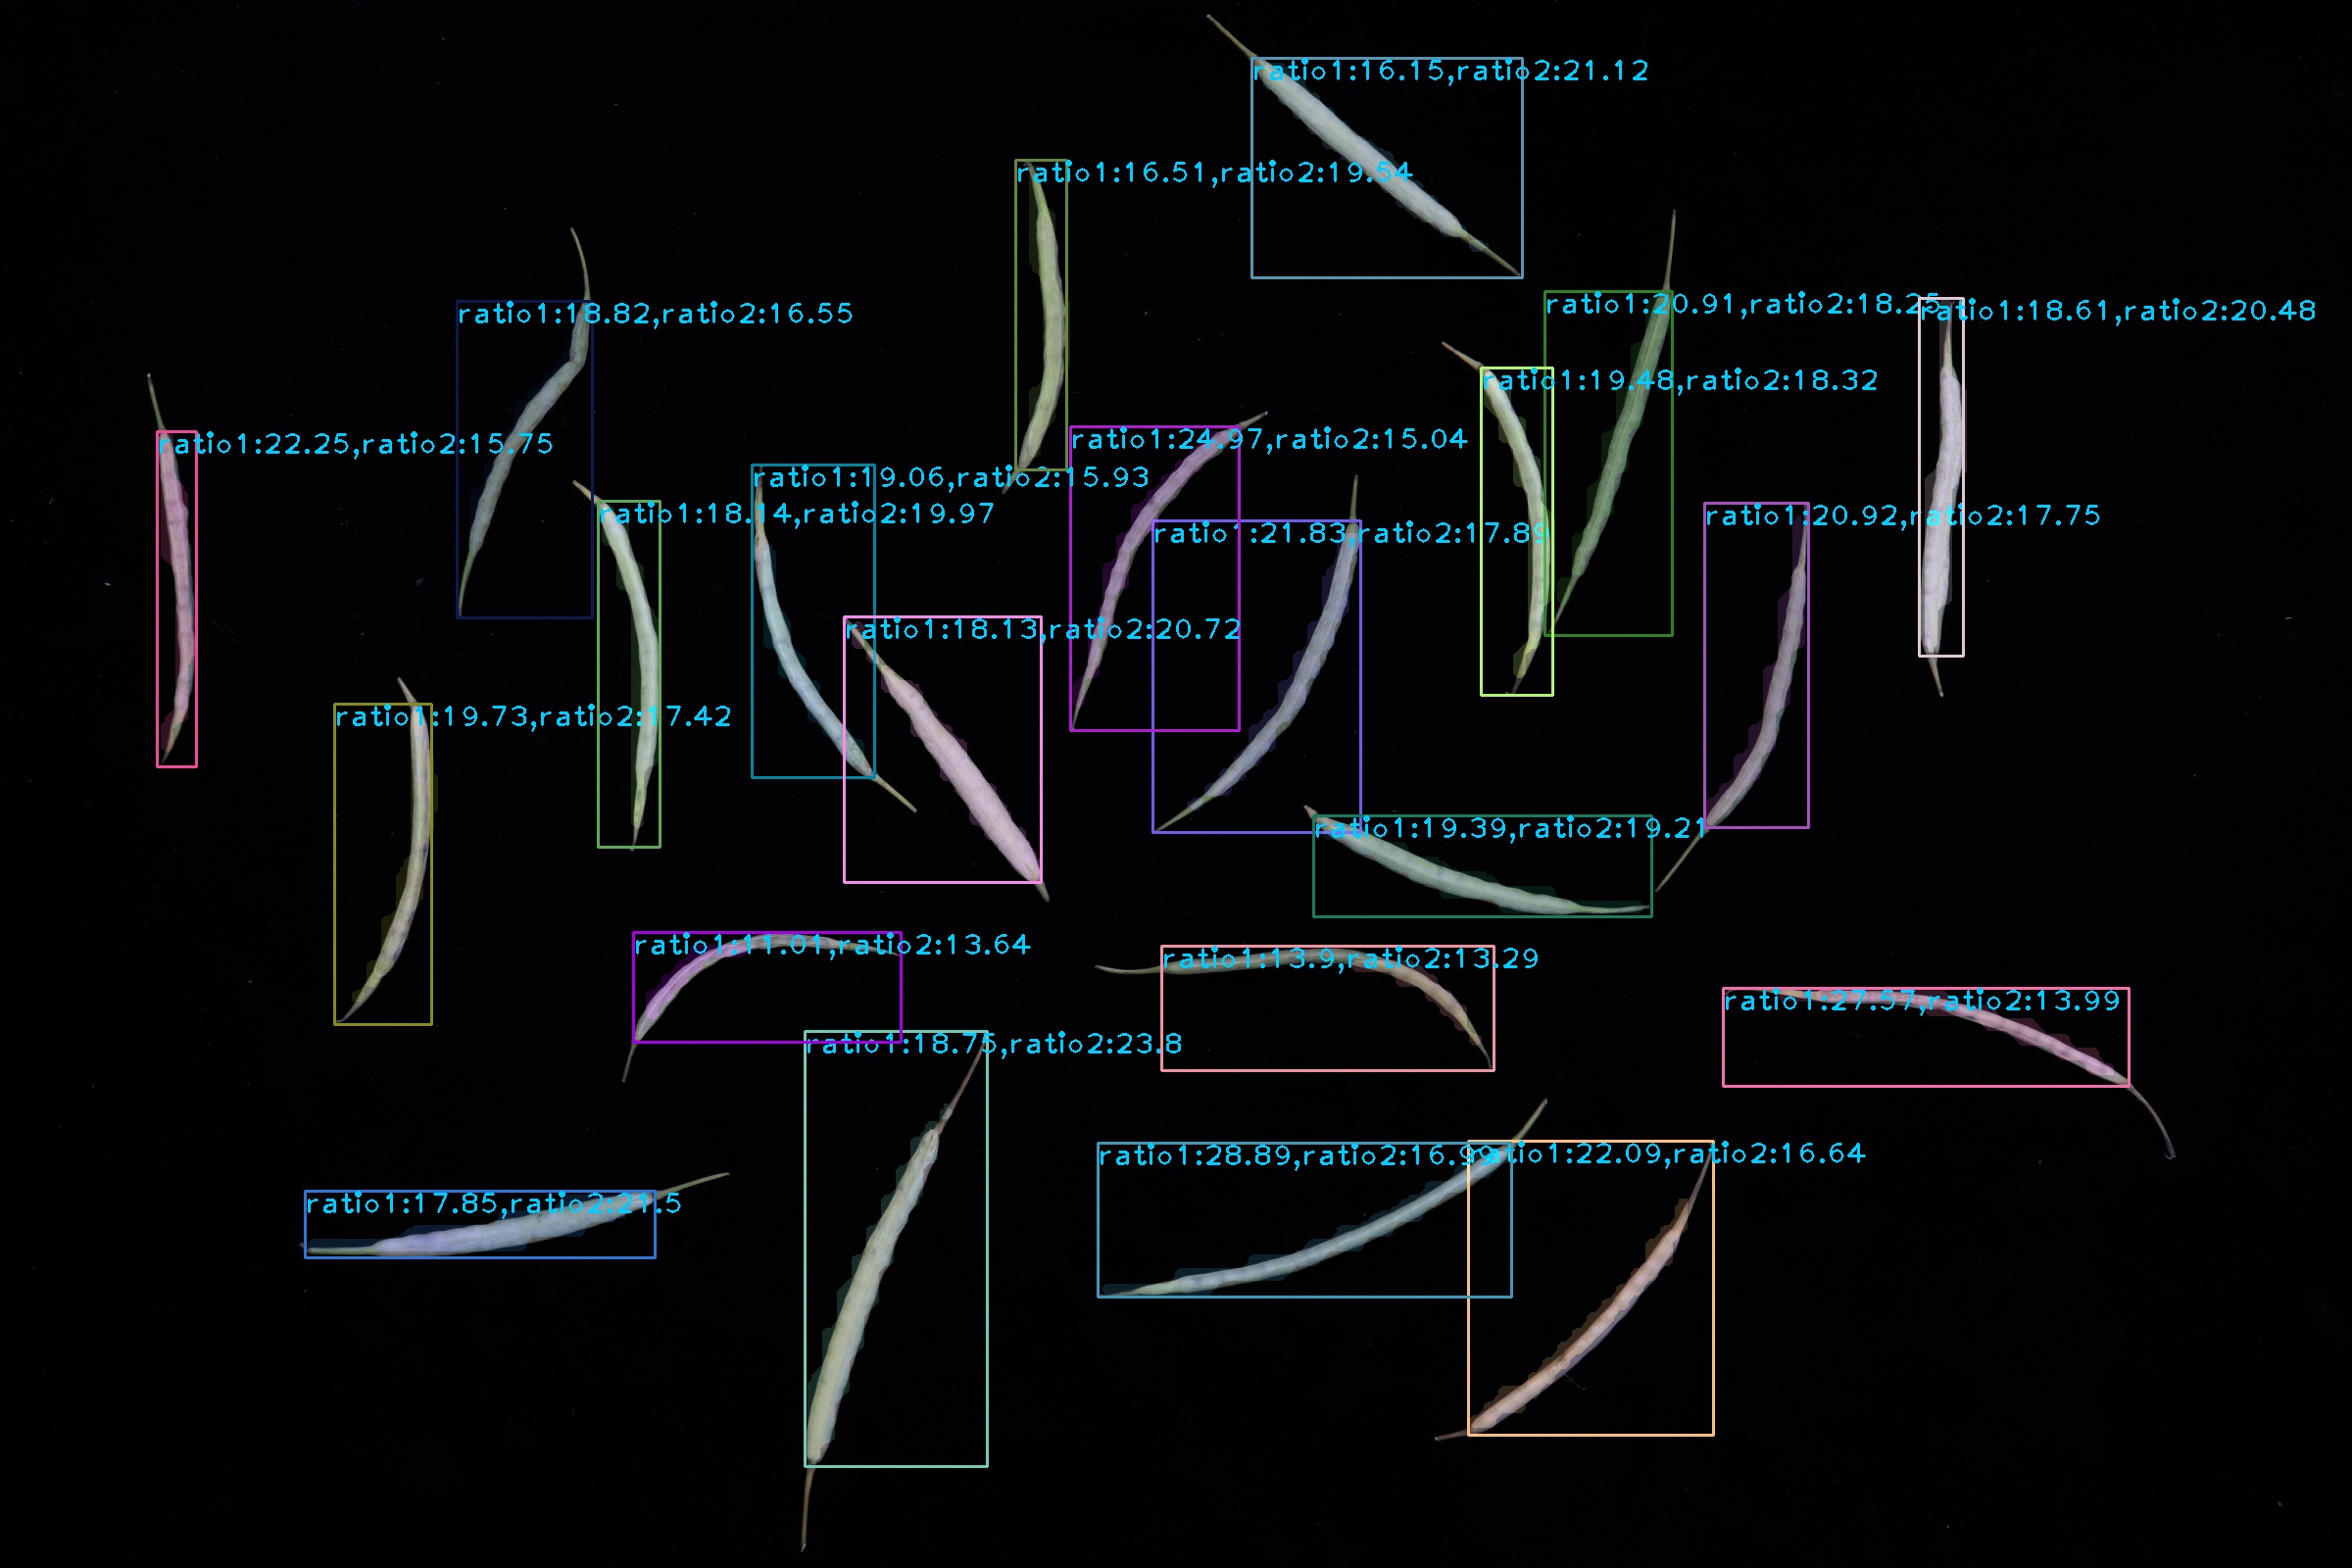 ratio1:16.15,ratio2:21.12
ratio1:16.51,ratio2:19.54
ratio1:18.82,ratio2:16.55
ratio1:20.91,ratio2:18.25
ratio1:18.61,ratio2:20.48
ratio1:19.48,ratio2:18.32
ratio1:22.25,ratio2:15.75
ratio1:24.97,ratio2:15.04
ratio1:19.06,ratio2:15.93
ratio1:18.14,ratio2:19.97
ratio1:21.83,ratio2:17.89
ratio1:20.92,ratio2:17.75
ratio1:18.13,ratio2:20.72
ratio1:19.73,ratio2:17.42
ratio1:19.39,ratio2:19.21
ratio1:11.01,ratio2:13.64
ratio1:13.9,ratio2:13.29
ratio1:27.57,ratio2:13.99
ratio1:18.75,ratio2:23.8
ratio1:28.89,ratio2:16.99
ratio1:22.09,ratio2:16.64
ratio1:17.85,ratio2:21.5